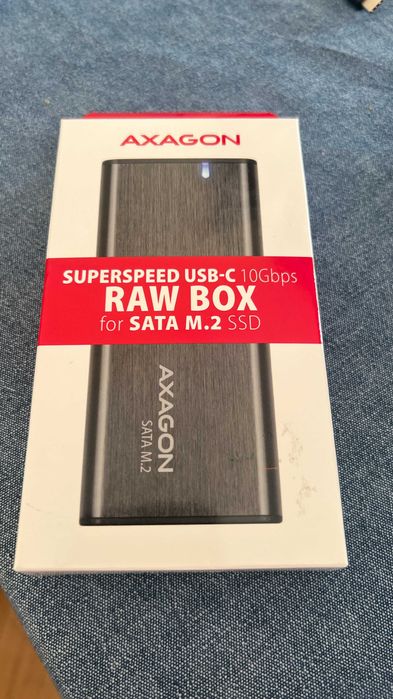 AXAGON
SUPERSPEED USB-C 10Gbps
RAW BOX
for SATA M.2 SSD
AXAGON
SATA M.2